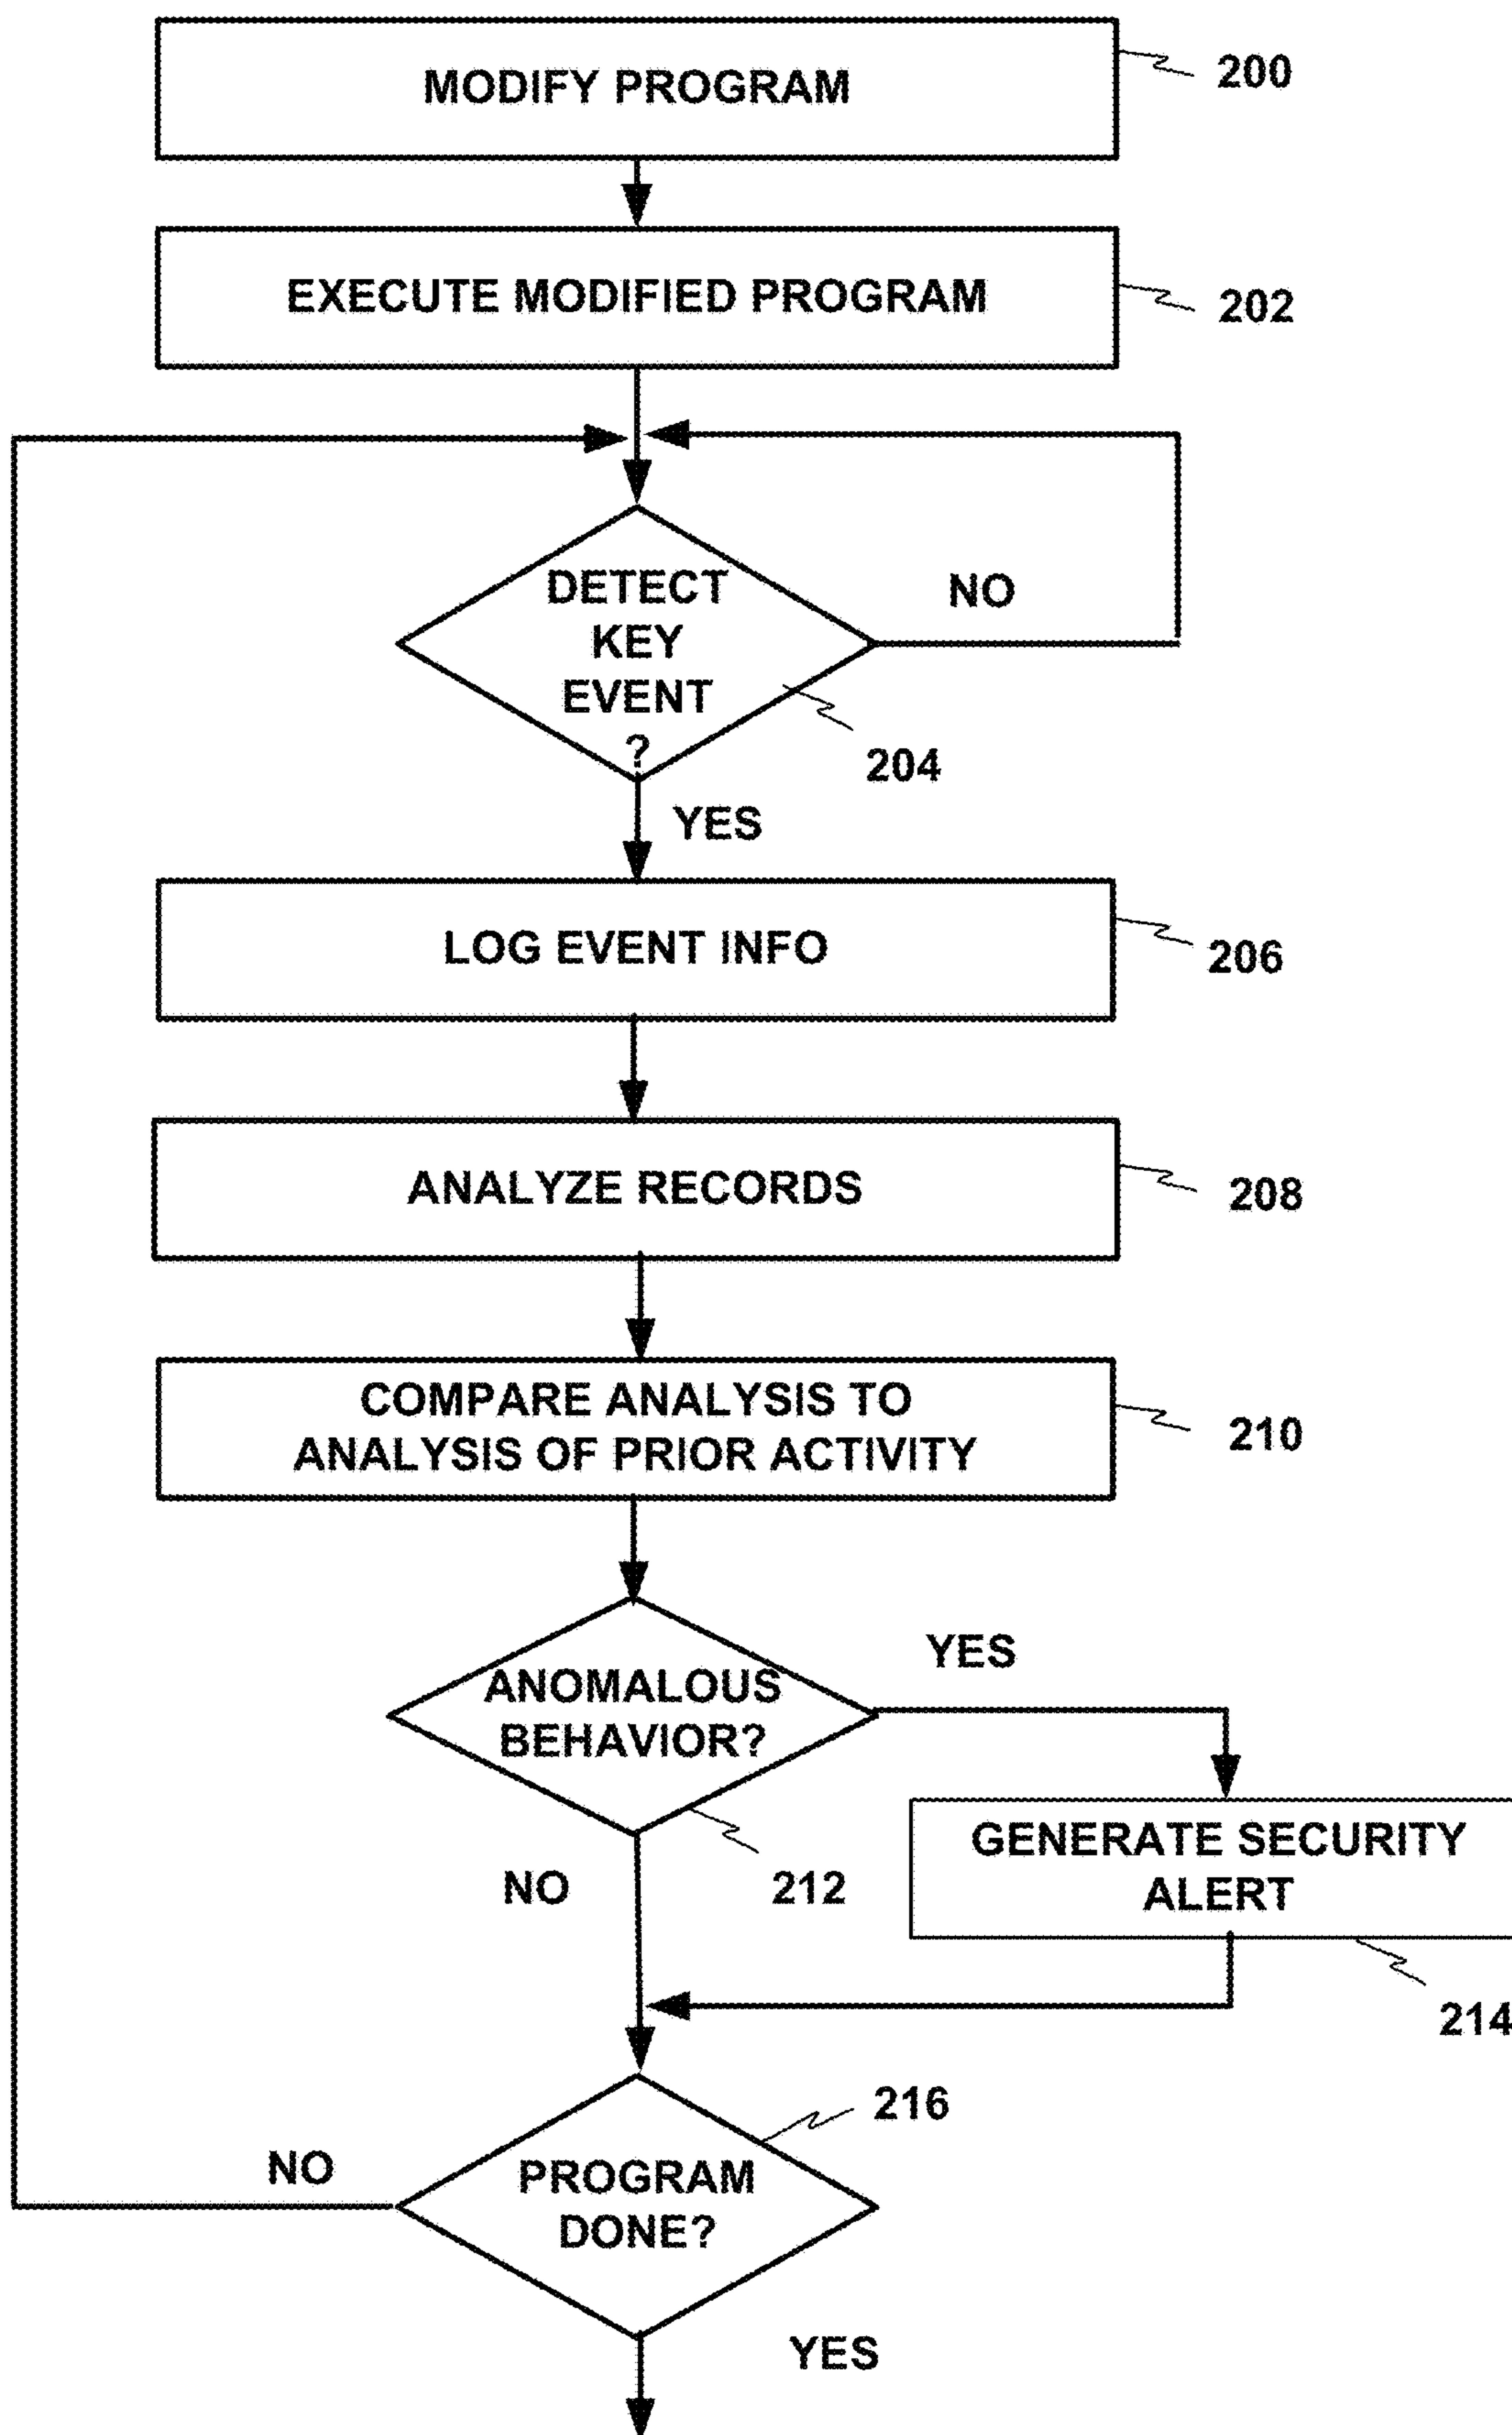 MODIFY PROGRAM
200
EXECUTE MODIFIED PROGRAM
202
DETECT
KEY
EVENT
?
NO
204
YES
LOG EVENT INFO
206
ANALYZE RECORDS
208
COMPARE ANALYSIS TO
ANALYSIS OF PRIOR ACTIVITY
210
ANOMALOUS
BEHAVIOR?
YES
212
NO
GENERATE SECURITY
ALERT
214
216
PROGRAM
DONE?
NO
YES